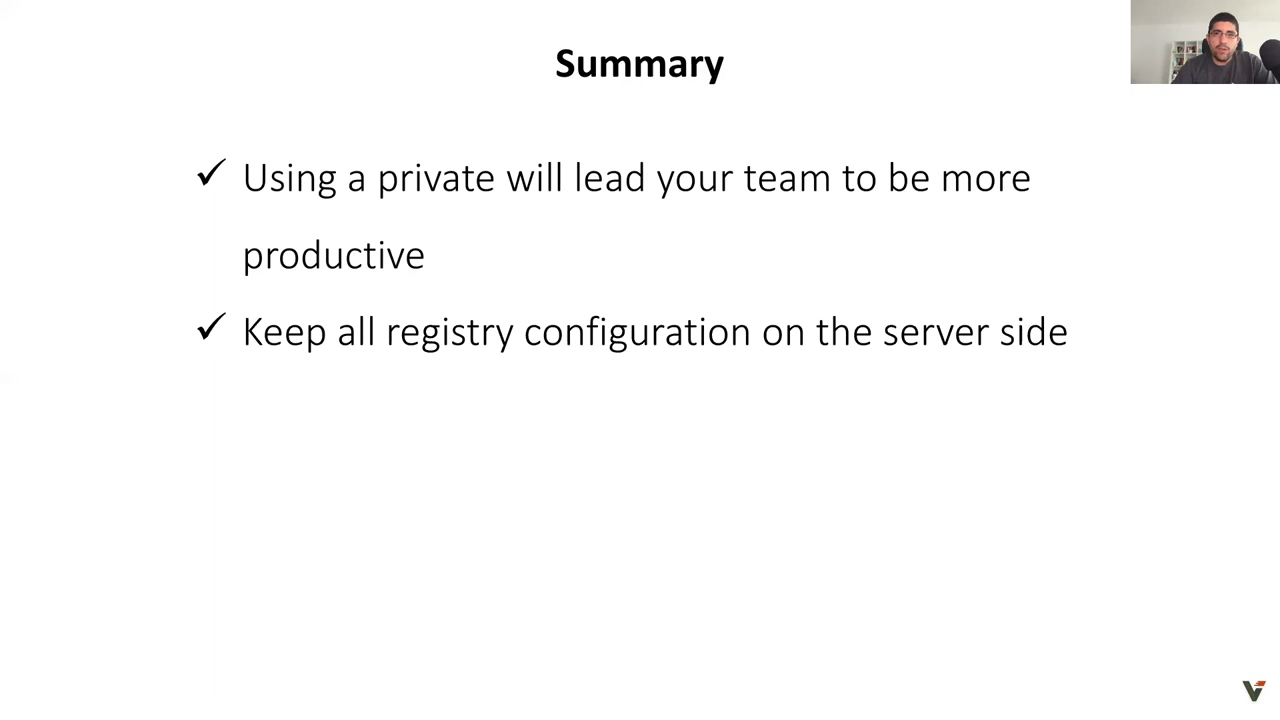 Summary
✓ Using a private will lead your team to be more
productive
✓ Keep all registry configuration on the server side